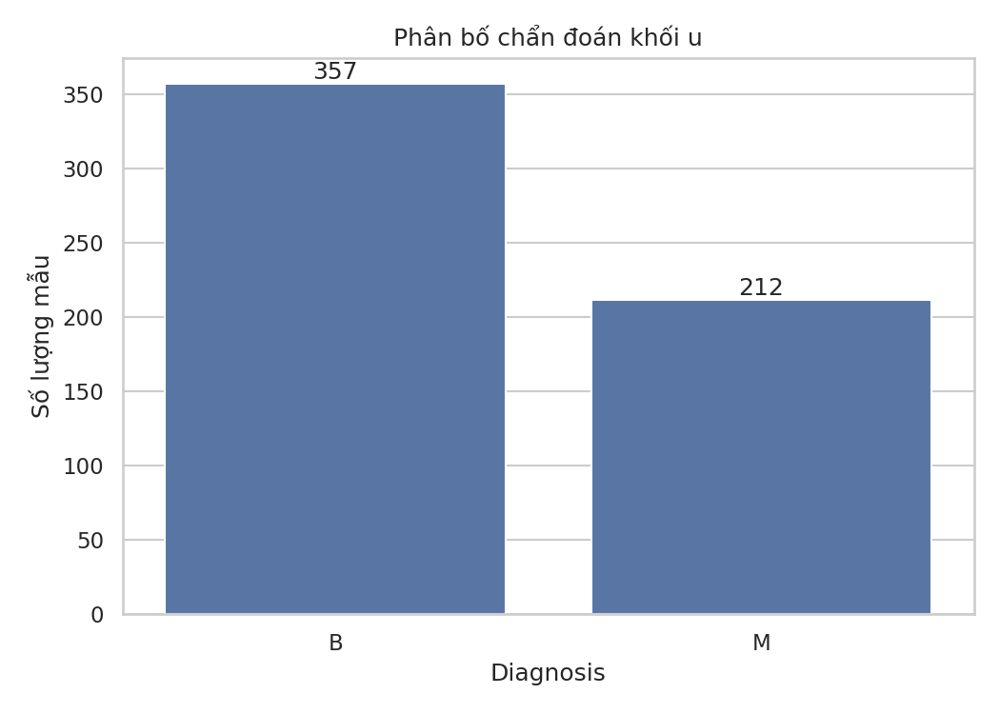 Phân bố chẩn đoán khối u
357
212
350
300
250
200
150
100
50
0
Số lượng mẫu
B
M
Diagnosis